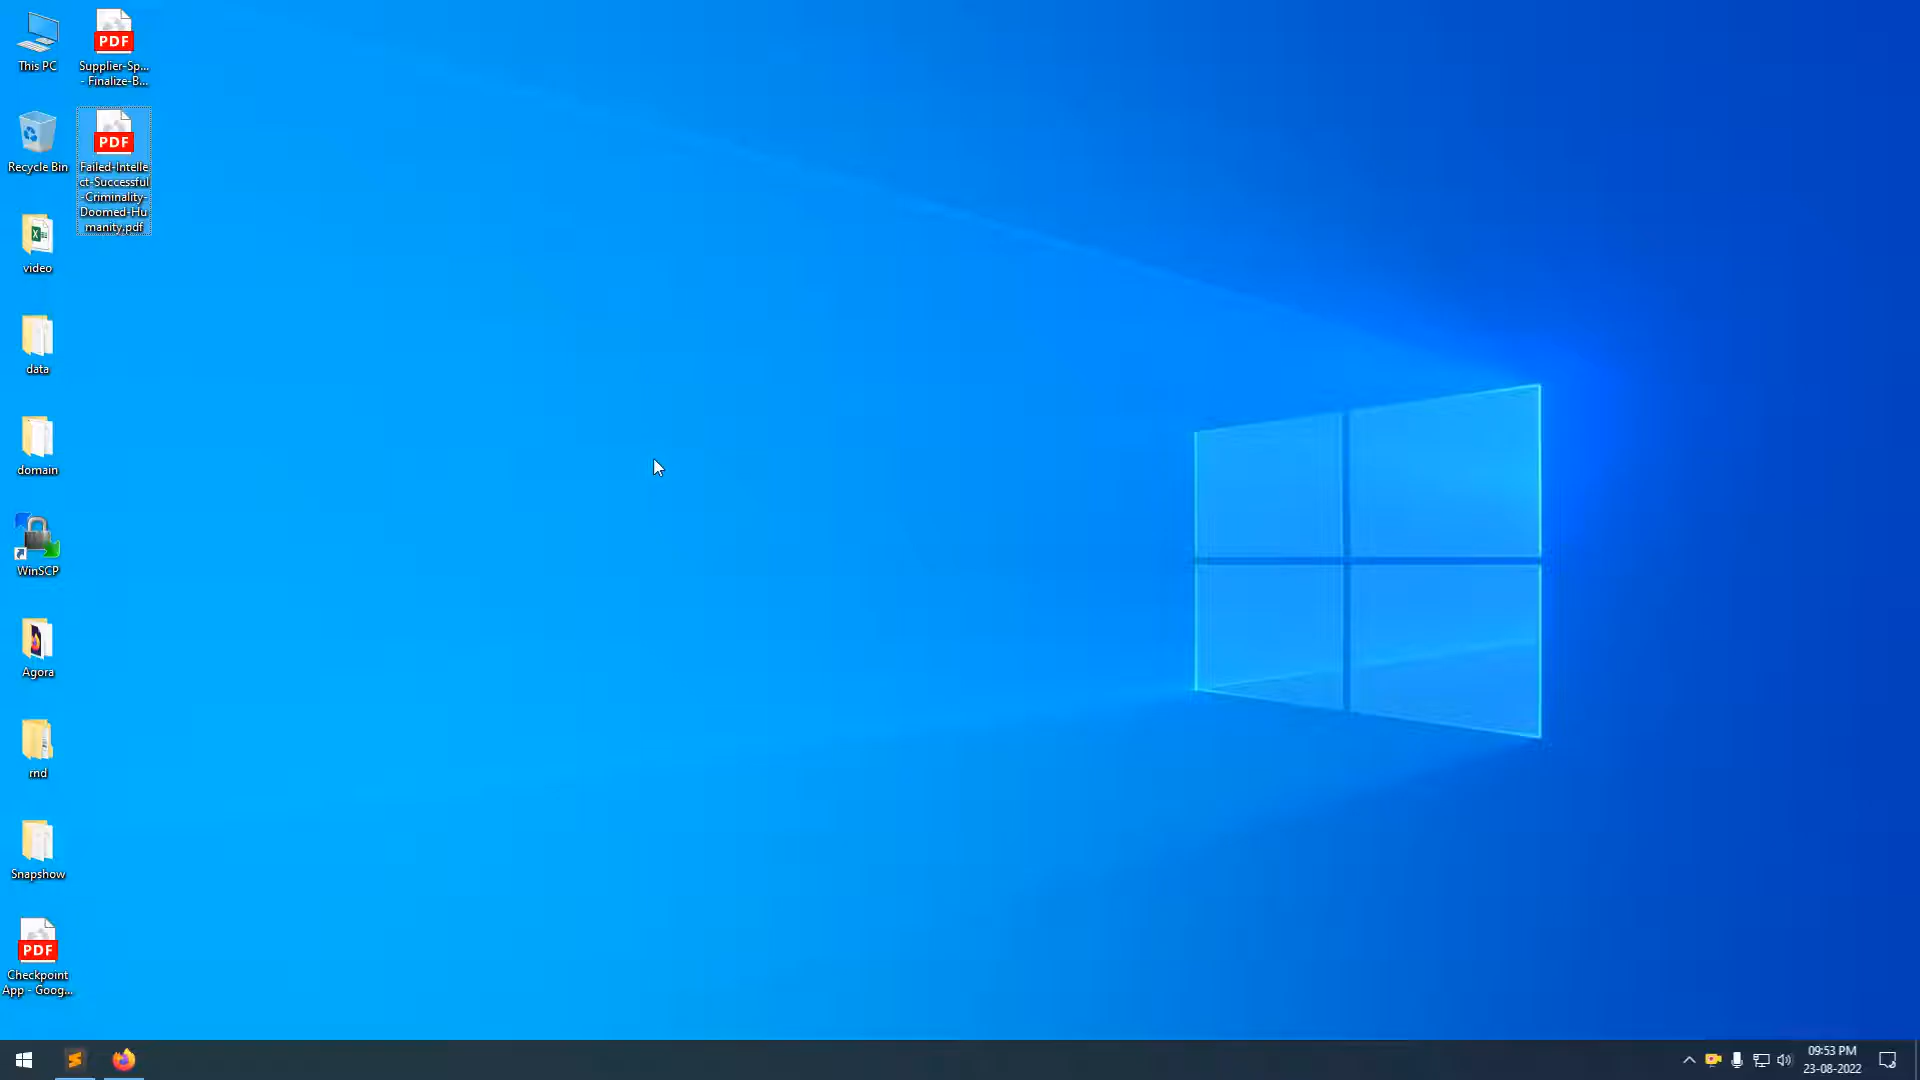 This PC
PDF
Supplier-Sp...
- Finalize-B...
Recycle Bin
PDF
Failed-Intelle
ct-Successful
-Criminality-
Doomed-Hu
manity.pdf
video
data
domain
WinSCP
Agora
rnd
Snapshow
PDF
Checkpoint
App - Goog...
09:53 PM
23-08-2022